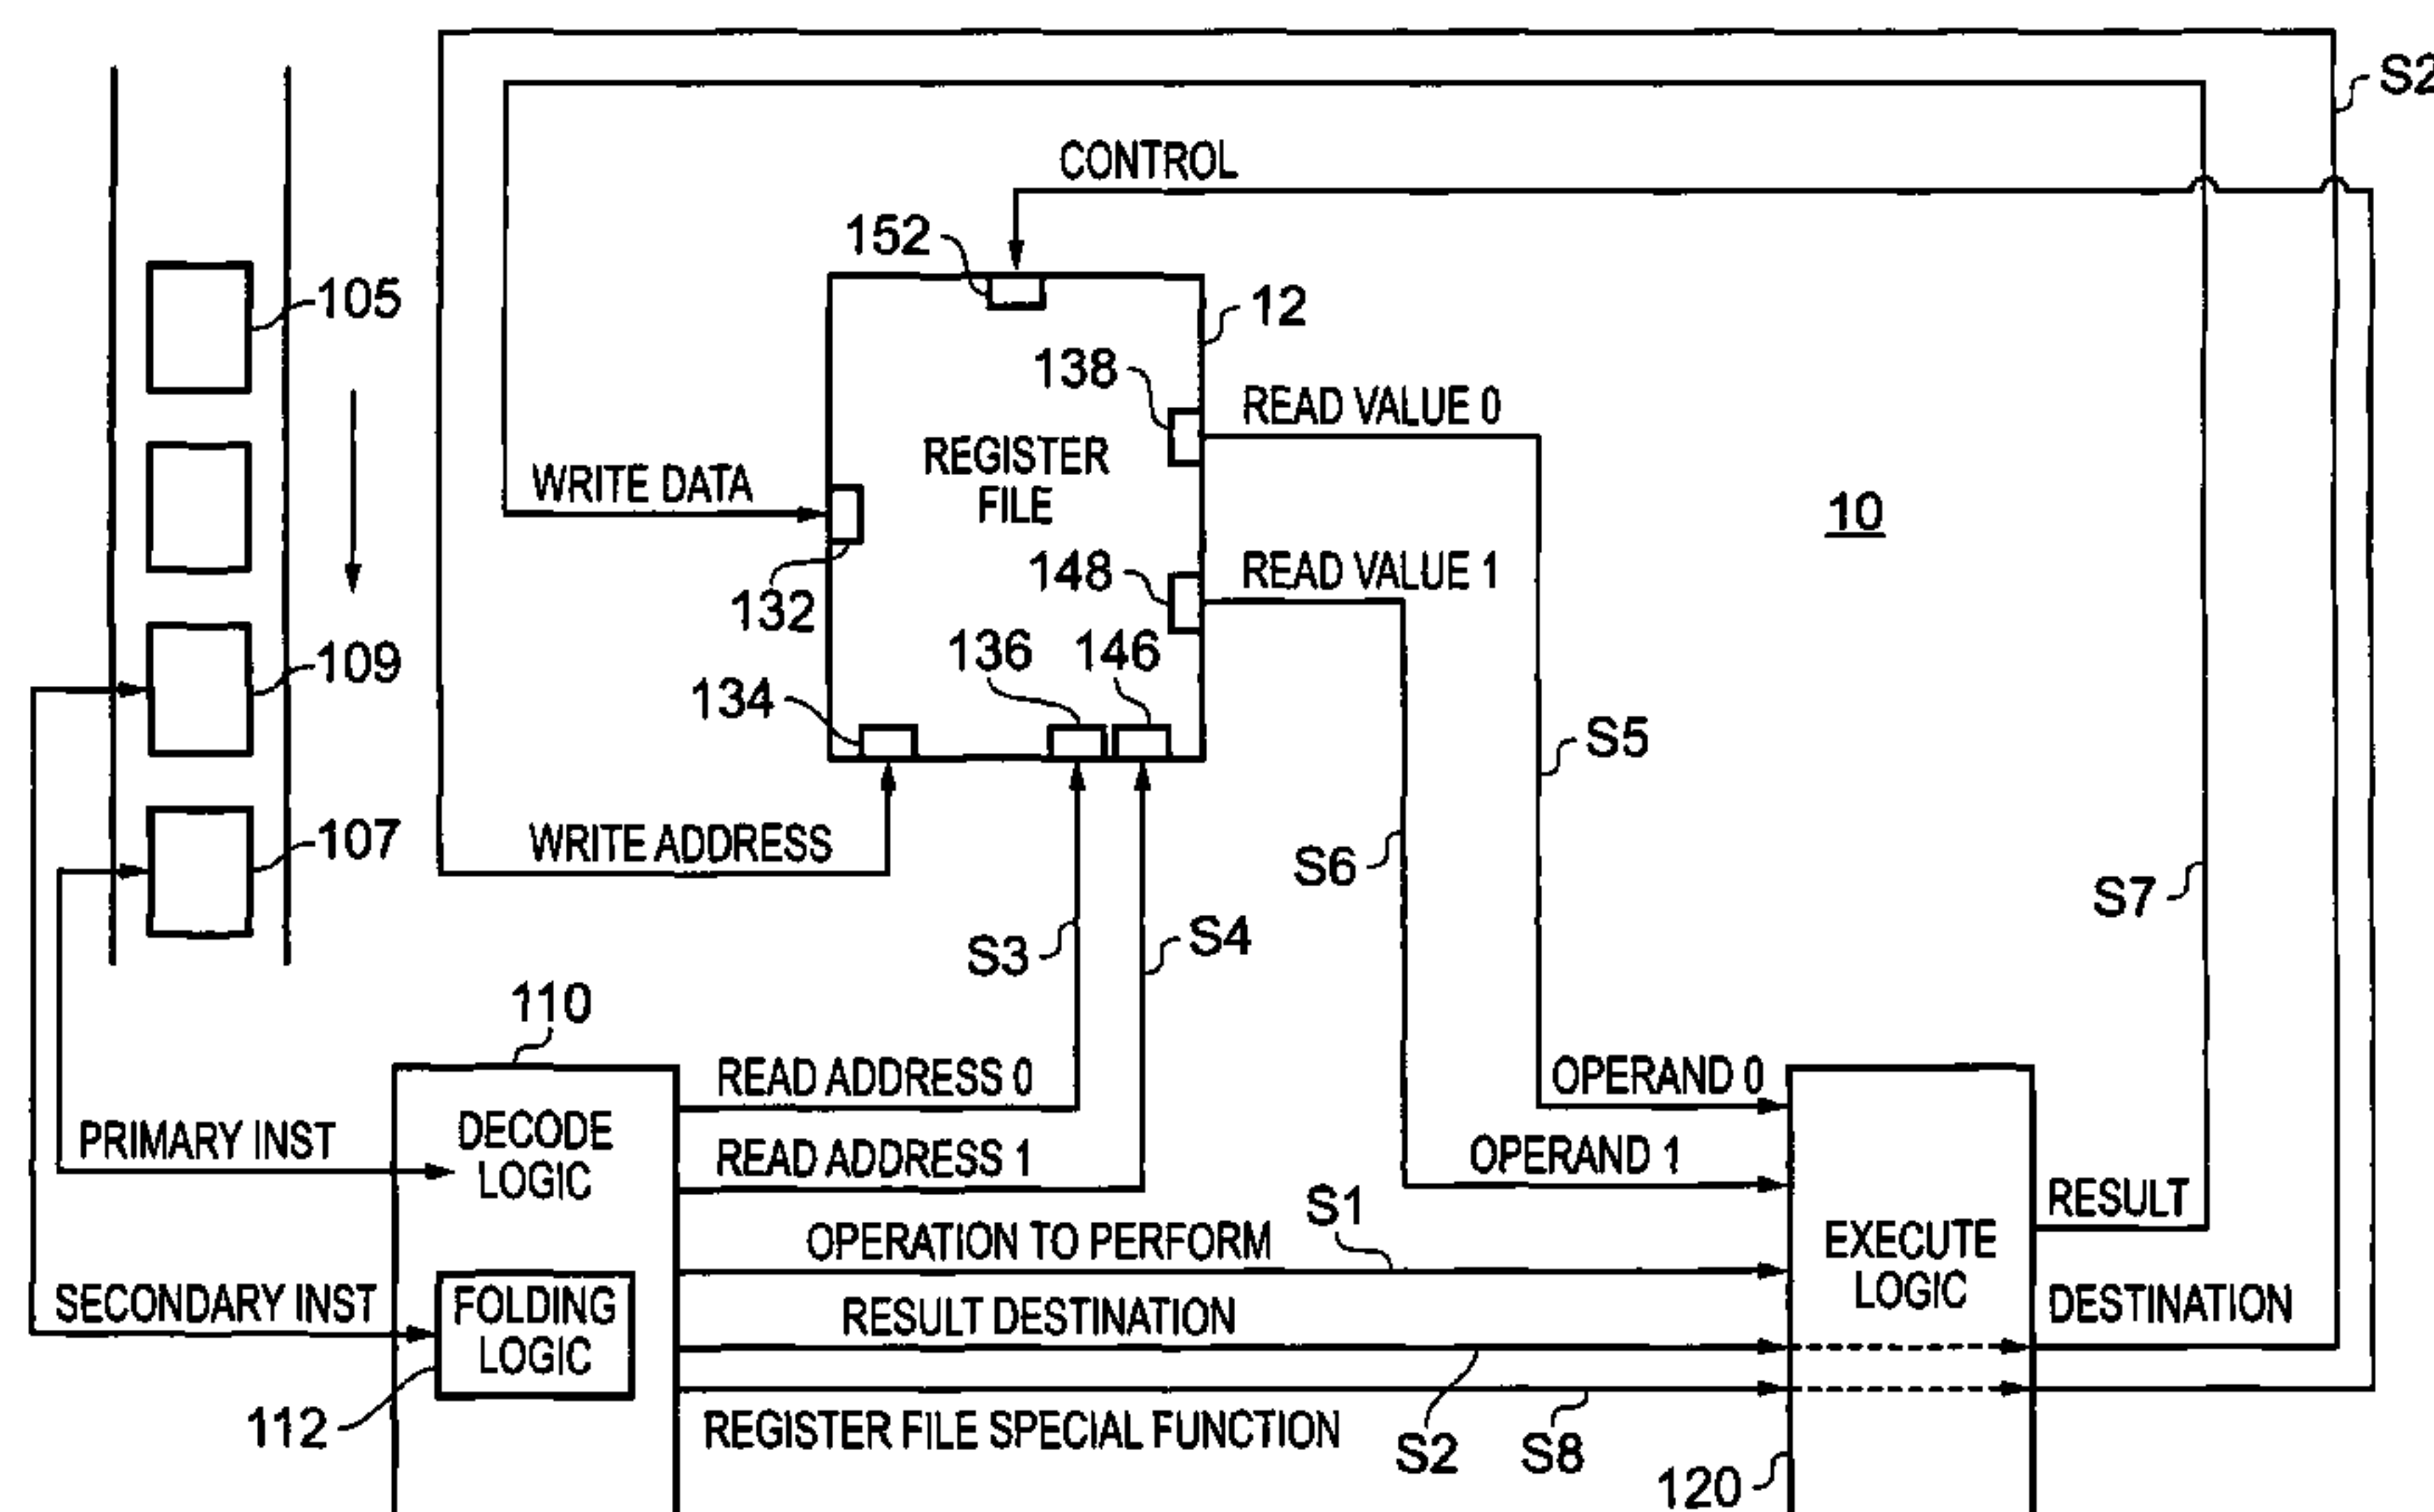 S2
CONTROL
152
105
12
138
READ VALUE 0
REGISTER
FILE
WRITE DATA
10
148
READ VALUE 1
132
109
136
146
134
S5
WRITE ADDRESS
107
S6
S7
S3
S4
110
READ ADDRESS 0
OPERAND 0
PRIMARY INST
DECODE
LOGIC
READ ADDRESS 1
OPERAND 1
S1
RESULT
OPERATION TO PERFORM
EXECUTE
LOGIC
SECONDARY INST
FOLDING
LOGIC
RESULT DESTINATION
DESTINATION
112
REGISTER FILE SPECIAL FUNCTION
S2
S8
120